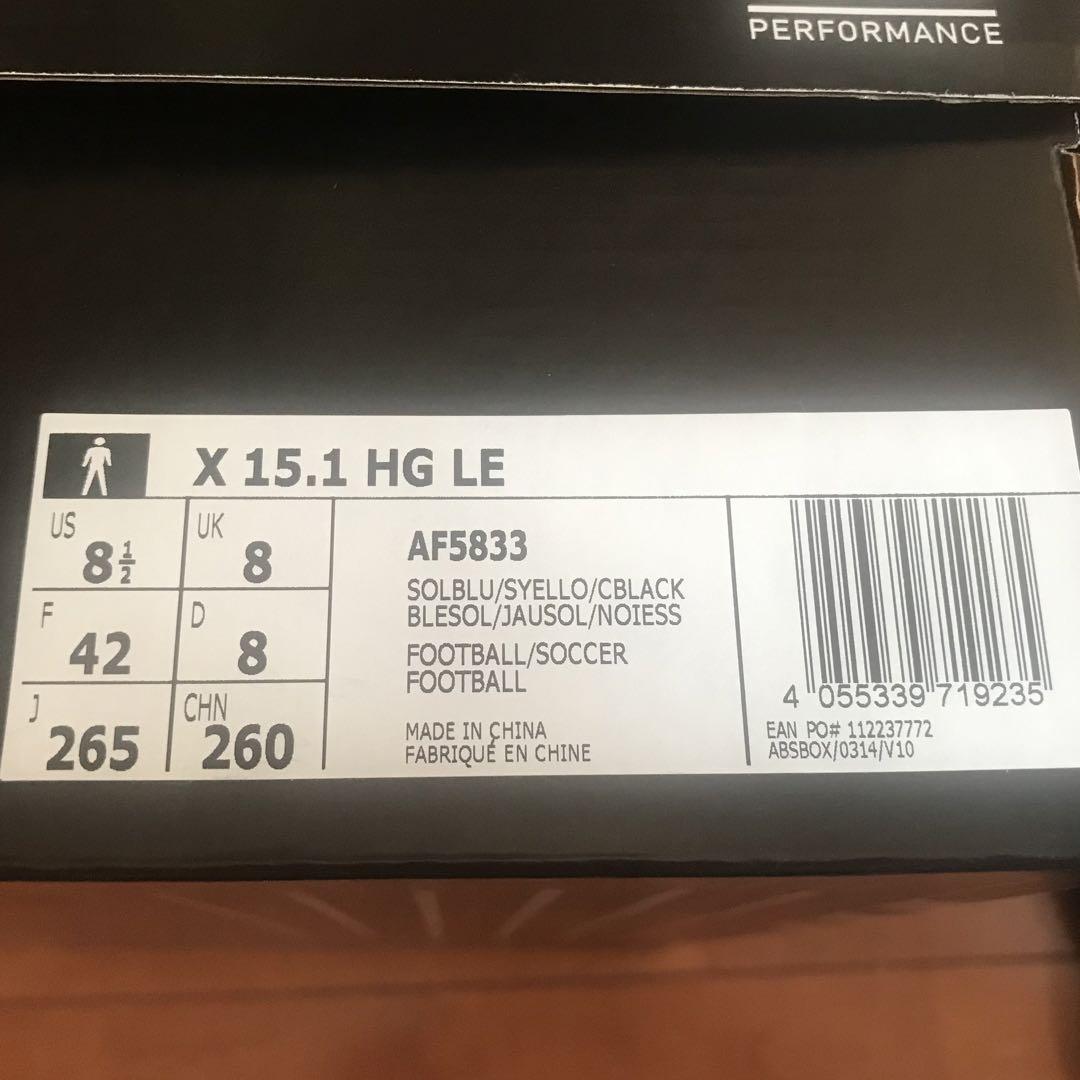 PERFORMANCE
X 15.1 HG LE
US 8½ UK 8
F 42 D 8
J 265 CHN 260
AF5833
SOLBLU/SYELLO/CBLACK
BLESOL/JAUSOL/NOIESS
FOOTBALL/SOCCER
FOOTBALL
MADE IN CHINA
FABRIQUÉ EN CHINE
4 055339 719235
EAN PO# 112237772
ABSBOX/0314/V10